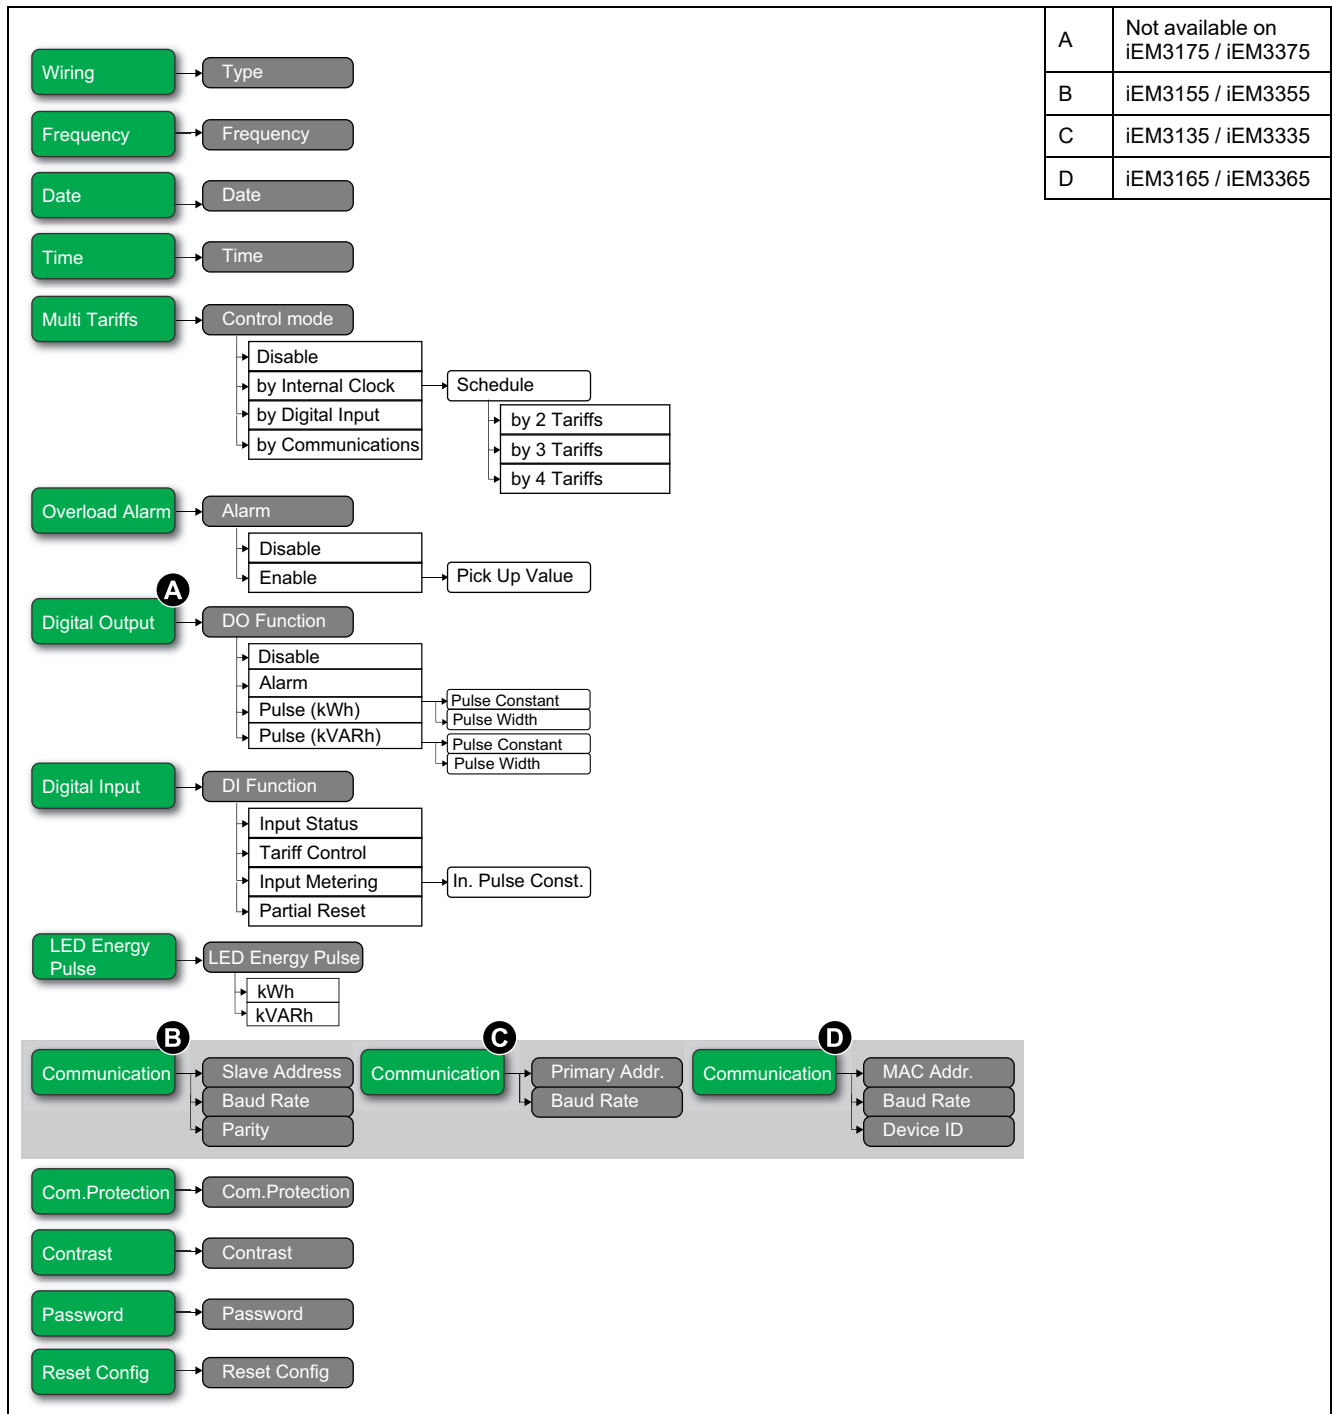 A
Not available on
iEM3175 / iEM3375
B
iEM3155 / iEM3355
C
iEM3135 / iEM3335
D
iEM3165 / iEM3365
Wiring
Type
Frequency
Frequency
Date
Date
Time
Time
Multi Tariffs
Control mode
Disable
by Internal Clock
Schedule
by Digital Input
by 2 Tariffs
by Communications
by 3 Tariffs
by 4 Tariffs
Overload Alarm
Alarm
Disable
Enable
Pick Up Value
A
Digital Output
DO Function
Disable
Alarm
Pulse (kWh)
Pulse Constant
Pulse Width
Pulse (kVARh)
Pulse Constant
Pulse Width
Digital Input
DI Function
Input Status
Tariff Control
Input Metering
In. Pulse Const.
Partial Reset
LED Energy
Pulse
LED Energy Pulse
kWh
kVARh
B
Communication
Slave Address
Baud Rate
Parity
C
Communication
Primary Addr.
Baud Rate
D
Communication
MAC Addr.
Baud Rate
Device ID
Com.Protection
Com.Protection
Contrast
Contrast
Password
Password
Reset Config
Reset Config